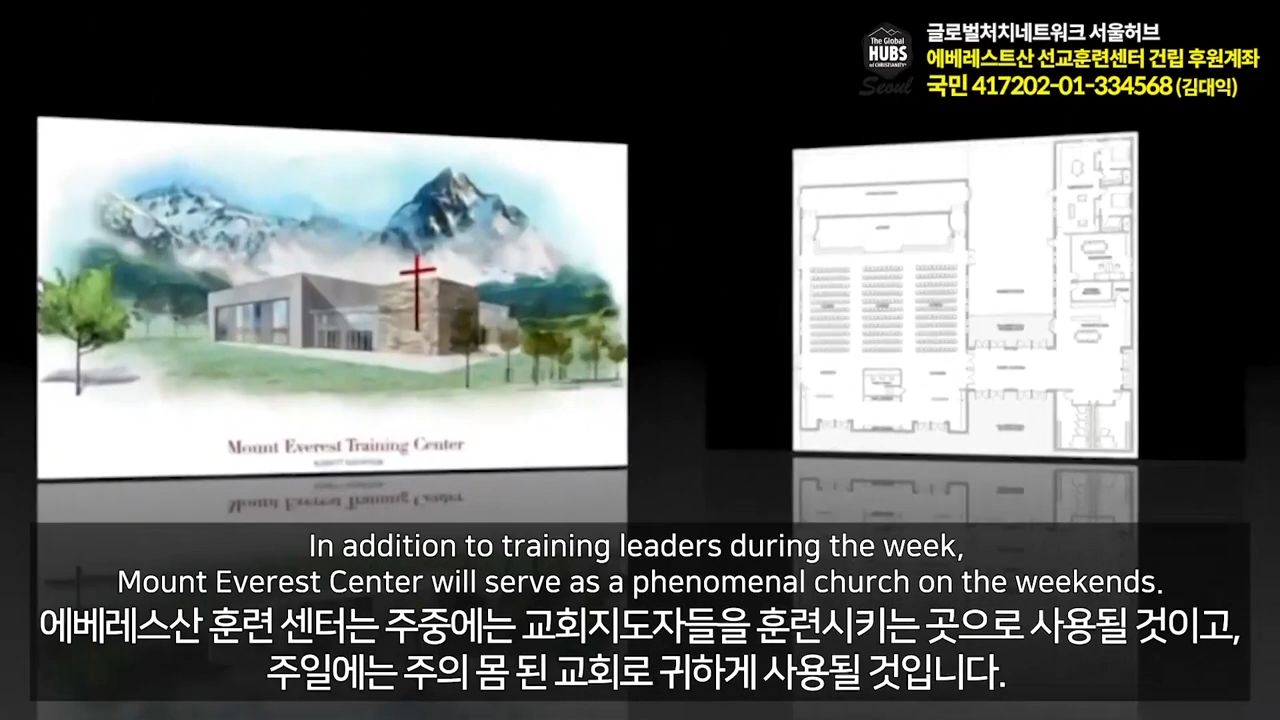 The Global
HUBS
of CHRISTIANITY
Seoul
글로벌처치네트워크 서울허브
에베레스트산 선교훈련센터 건립 후원계좌
국민 417202-01-334568 (김대익)
Mount Everest Training Center
In addition to training leaders during the week,
Mount Everest Center will serve as a phenomenal church on the weekends.
에베레스산 훈련 센터는 주중에는 교회지도자들을 훈련시키는 곳으로 사용될 것이고,
주일에는 주의 몸 된 교회로 귀하게 사용될 것입니다.